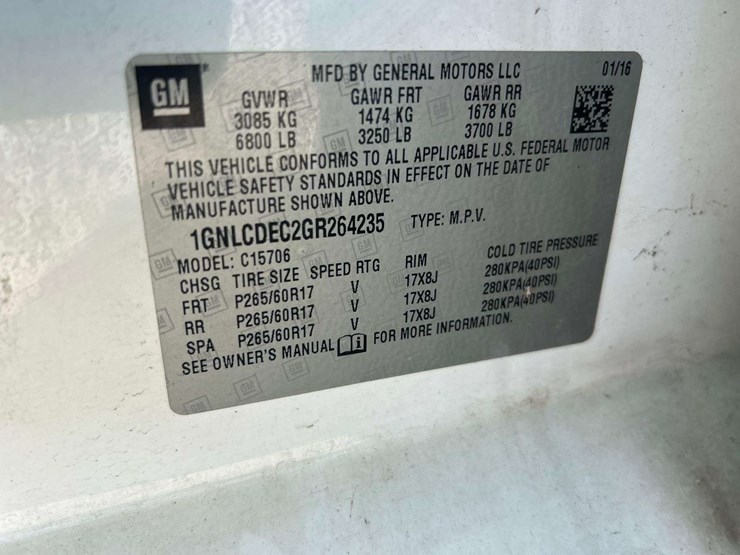 GM
MFD BY GENERAL MOTORS LLC 01/16
GVWR GAWR FRT GAWR RR
3085 KG 1474 KG 1678 KG
6800 LB 3250 LB 3700 LB
THIS VEHICLE CONFORMS TO ALL APPLICABLE U.S. FEDERAL MOTOR
VEHICLE SAFETY STANDARDS IN EFFECT ON THE DATE OF
MANUFACTURE SHOWN ABOVE.
1GNLCDEC2GR264235 TYPE: M.P.V.
MODEL: C15706
CHSG TIRE SIZE SPEED RTG RIM COLD TIRE PRESSURE
FRT P265/60R17 V 17X8J 280KPA(40PSI)
RR P265/60R17 V 17X8J 280KPA(40PSI)
SPA P265/60R17 V 17X8J 280KPA(40PSI)
SEE OWNER'S MANUAL i FOR MORE INFORMATION.